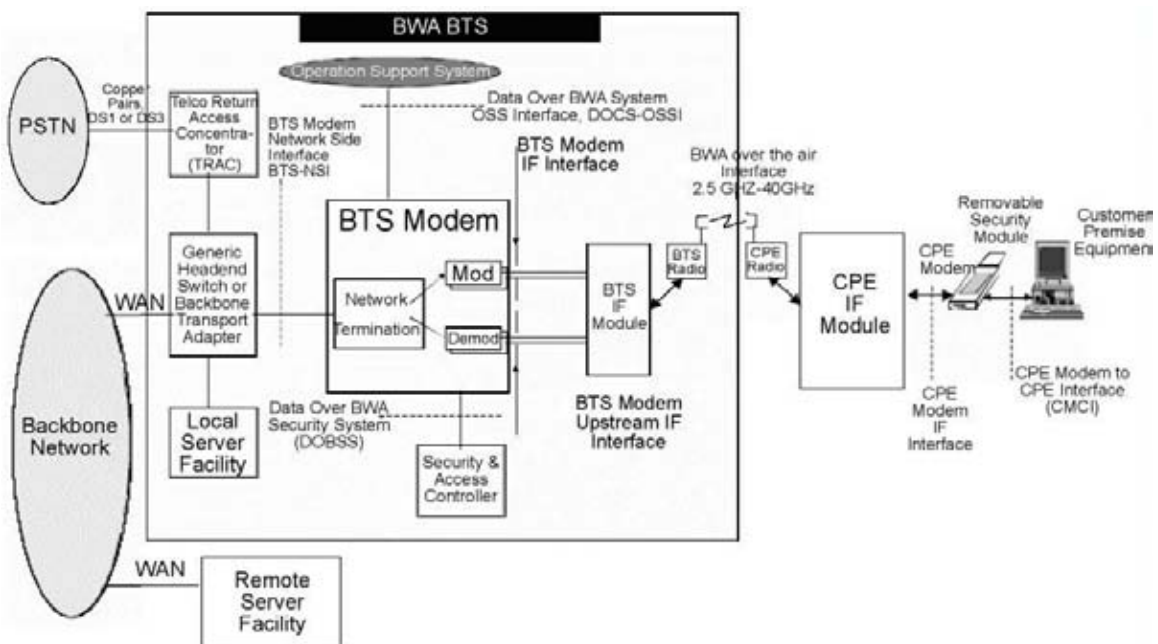 BWA BTS
Operation Support System
PSTN
Copper
Pairs,
DS1 or DS3
Telco Return
Access
Concentra-
tor
(TRAC)
BTS Modem
Network Side
Interface
BTS-NSI
Data Over BWA System
OSS Interface, DOCS-OSSI
BTS Modem
IF Interface
BWA over the air
Interface
2.5 GHZ-40GHz
Removable
Security
Module
Customer
Premise
Equipment
BTS Modem
Mod
Network
Termination
Demod
Generic
Headend
Switch or
Backbone
Transport
Adapter
WAN
BTS
IF
Module
BTS
Radio
CPE
Radio
CPE
IF
Module
CPE
Modem
Backbone
Network
Local
Server
Facility
Data Over BWA
Security System
(DOBSS)
BTS Modem
Upstream IF
Interface
Security &
Access
Controller
CPE
Modem IF
Interface
CPE Modem to
CPE Interface
(CMCI)
WAN
Remote
Server
Facility